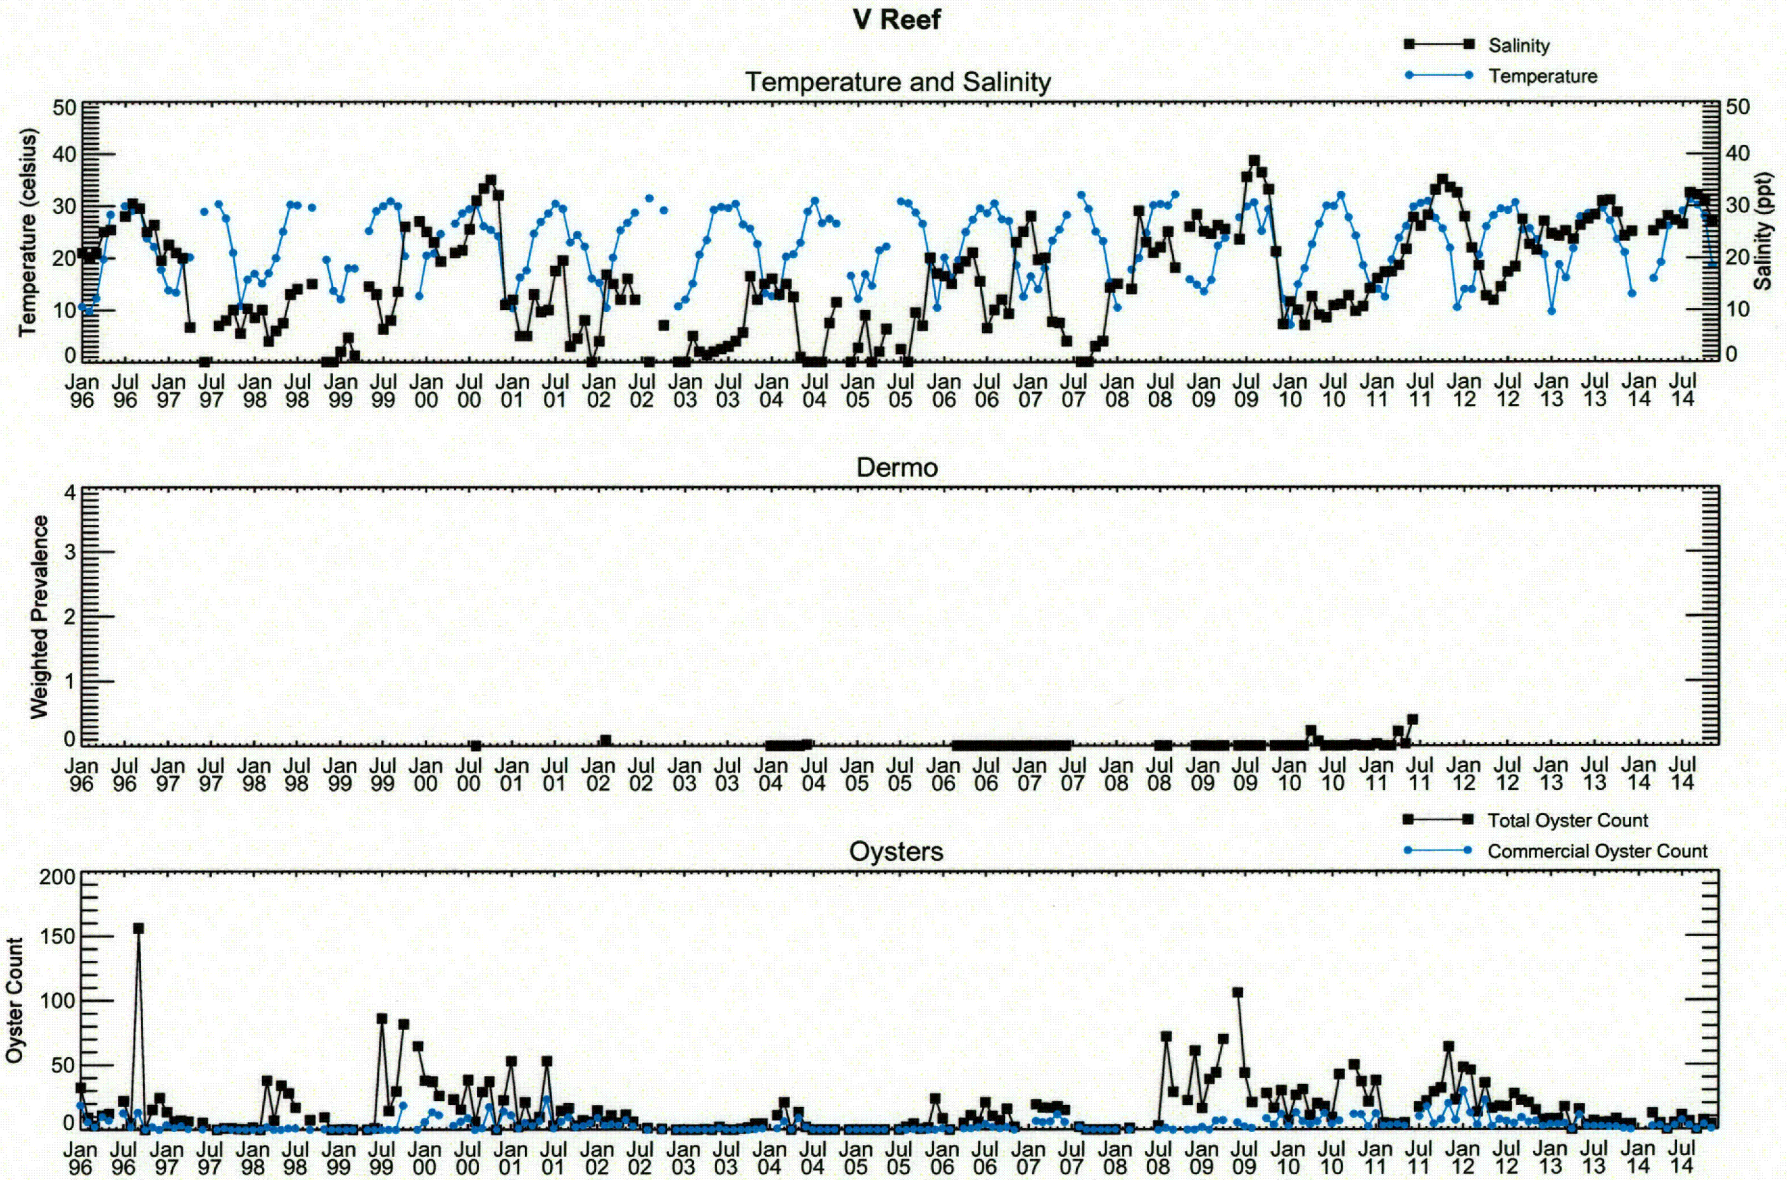 V Reef
Salinity
Temperature
Temperature and Salinity
50 40 30 20 10 0
Temperature (celsius)
50 40 30 20 10 0
Salinity (ppt)
Jan Jul Jan Jul Jan Jul Jan Jul Jan Jul Jan Jul Jan Jul Jan Jul Jan Jul Jan Jul Jan Jul Jan Jul Jan Jul Jan Jul Jan Jul Jan Jul Jan Jul Jan Jul Jan Jul
96 96 97 97 98 98 99 99 00 00 01 01 02 02 03 03 04 04 05 05 06 06 07 07 08 08 09 09 10 10 11 11 12 12 13 13 14 14
Dermo
4 3 2 1 0
Weighted Prevalence
Jan Jul Jan Jul Jan Jul Jan Jul Jan Jul Jan Jul Jan Jul Jan Jul Jan Jul Jan Jul Jan Jul Jan Jul Jan Jul Jan Jul Jan Jul Jan Jul Jan Jul Jan Jul Jan Jul
96 96 97 97 98 98 99 99 00 00 01 01 02 02 03 03 04 04 05 05 06 06 07 07 08 08 09 09 10 10 11 11 12 12 13 13 14 14
Total Oyster Count
Commercial Oyster Count
Oysters
200 150 100 50 0
Oyster Count
Jan Jul Jan Jul Jan Jul Jan Jul Jan Jul Jan Jul Jan Jul Jan Jul Jan Jul Jan Jul Jan Jul Jan Jul Jan Jul Jan Jul Jan Jul Jan Jul Jan Jul Jan Jul Jan Jul
96 96 97 97 98 98 99 99 00 00 01 01 02 02 03 03 04 04 05 05 06 06 07 07 08 08 09 09 10 10 11 11 12 12 13 13 14 14